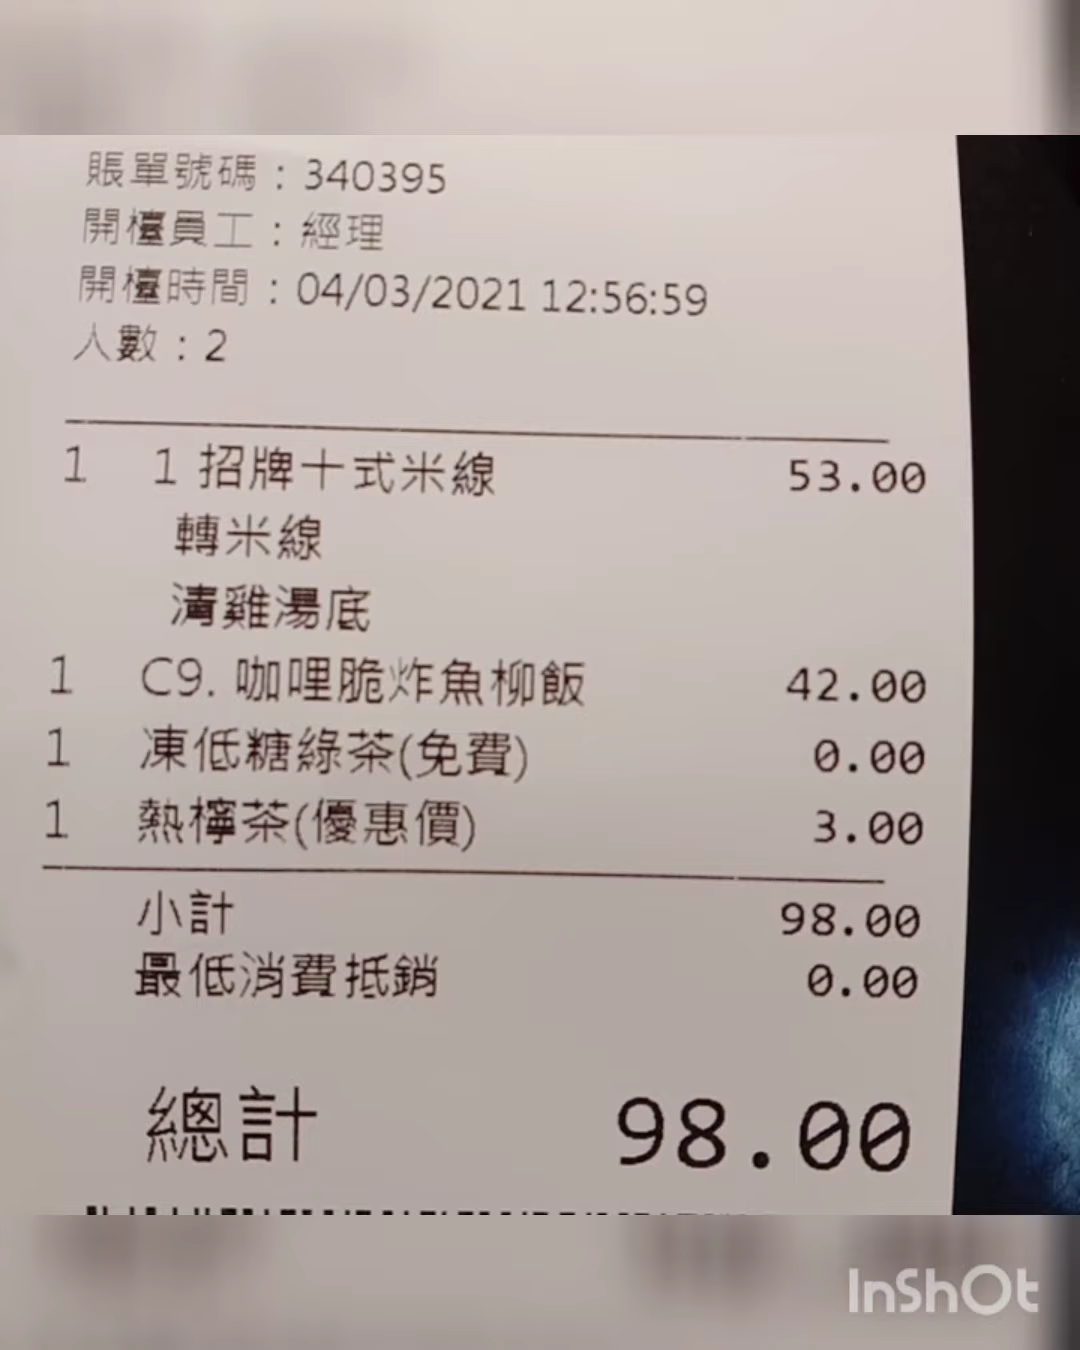 賬單號碼：340395
開檯員工：經理
開檯時間：04/03/2021 12:56:59
人數：2
1 1 招牌十式米線 53.00
轉米線
清雞湯底
1 C9. 咖哩脆炸魚柳飯 42.00
1 凍低糖綠茶(免費) 0.00
1 熱檸茶(優惠價) 3.00
小計 98.00
最低消費抵銷 0.00
總計 98.00
InShOt